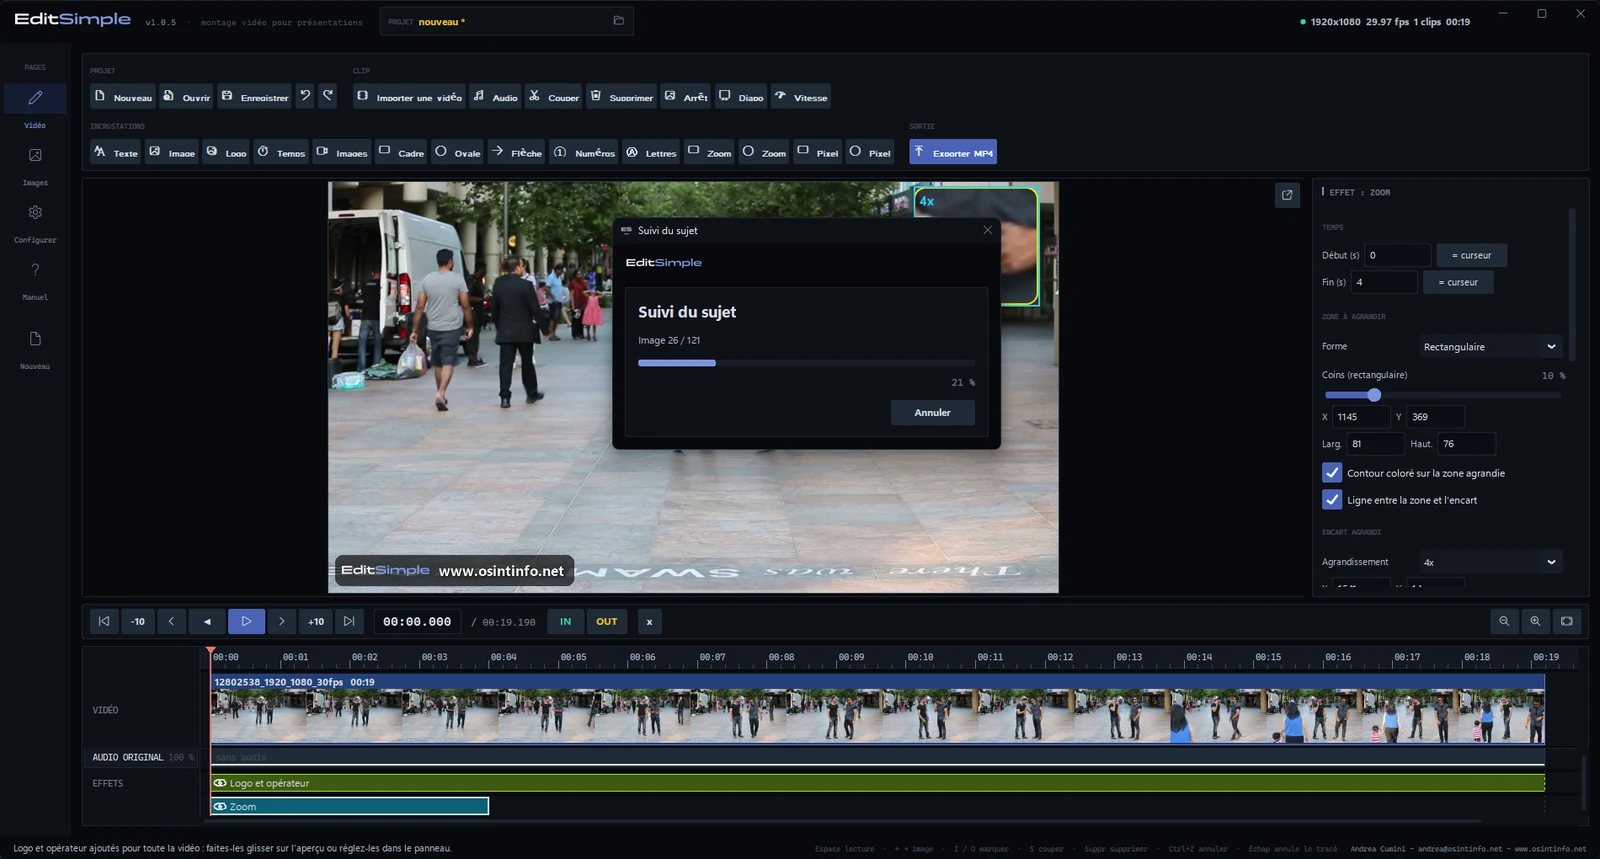 EditSimple v1.0.5 · montage vidéo pour présentations
PROJET nouveau *
1920x1080 29.97 fps 1 clips 00:19
PAGES
Vidéo
Images
Configurer
Manuel
Nouveau
PROJET
CLIP
Nouveau Ouvrir Enregistrer Importer une vidéo Audio Couper Supprimer Arrêt Diapo Vitesse
INCRUSTATIONS
SORTIE
Texte Image Logo Temps Images Cadre Ovale Flèche Numéros Lettres Zoom Zoom Pixel Pixel Exporter MP4
4x
Suivi du sujet
EditSimple
Suivi du sujet
Image 26 / 121
21 %
Annuler
EditSimple www.osintinfo.net
There was SWAM
EFFET : ZOOM
TEMPS
Début (s) 0 = curseur
Fin (s) 4 = curseur
ZONE À AGRANDIR
Forme Rectangulaire
Coins (rectangulaire) 10 %
X 1145 Y 369
Larg. 81 Haut. 76
Contour coloré sur la zone agrandie
Ligne entre la zone et l'encart
ENCART AGRANDI
Agrandissement 4x
-10 +10 00:00.000 / 00:19.190 IN OUT x
00:00 00:01 00:02 00:03 00:04 00:05 00:06 00:07 00:08 00:09 00:10 00:11 00:12 00:13 00:14 00:15 00:16 00:17 00:18 00:19
12802538_1920_1080_30fps 00:19
VIDÉO
AUDIO ORIGINAL 100 % sans audio
EFFETS
Logo et opérateur
Zoom
Logo et opérateur ajoutés pour toute la vidéo : faites-les glisser sur l'aperçu ou réglez-les dans le panneau.
Espace lecture · image · I / O marquer · S couper · Suppr supprimer · Ctrl+Z annuler · Échap annule le tracé Andrea Cumini — andrea@osintinfo.net — www.osintinfo.net